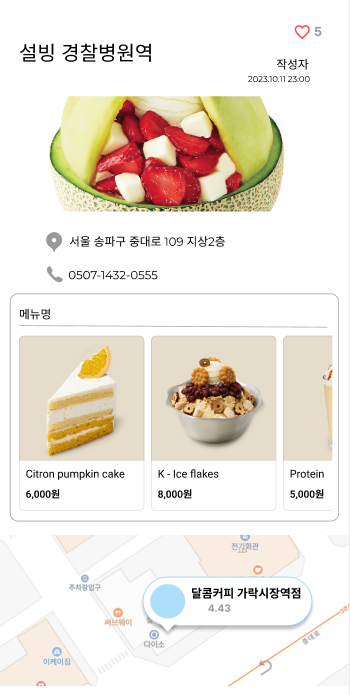 5
설빙 경찰병원역
작성자
2023.10.11 23:00
서울 송파구 중대로 109 지상2층
0507-1432-0555
메뉴명
Citron pumpkin cake
6,000원
K - Ice flakes
8,000원
Protein
5,000원
전기회관
주차장입구
달콤커피 가락시장역점
4.43
써브웨이
다이소
중대로
이케이짐